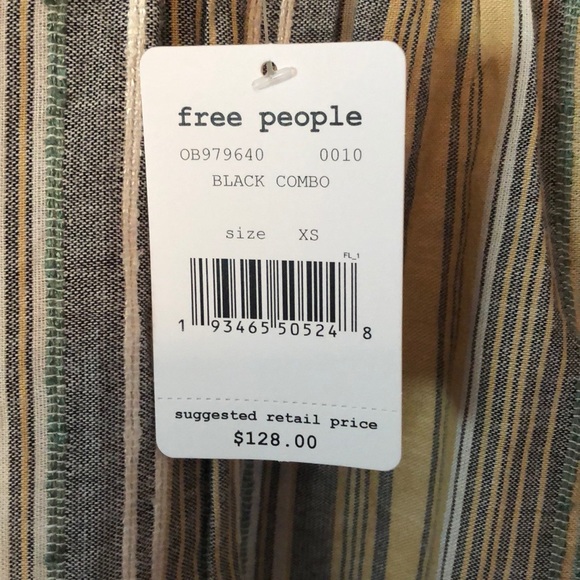 free people
OB979640 0010
BLACK COMBO
size XS
FL_1
1 93465 50524 8
suggested retail price
$128.00